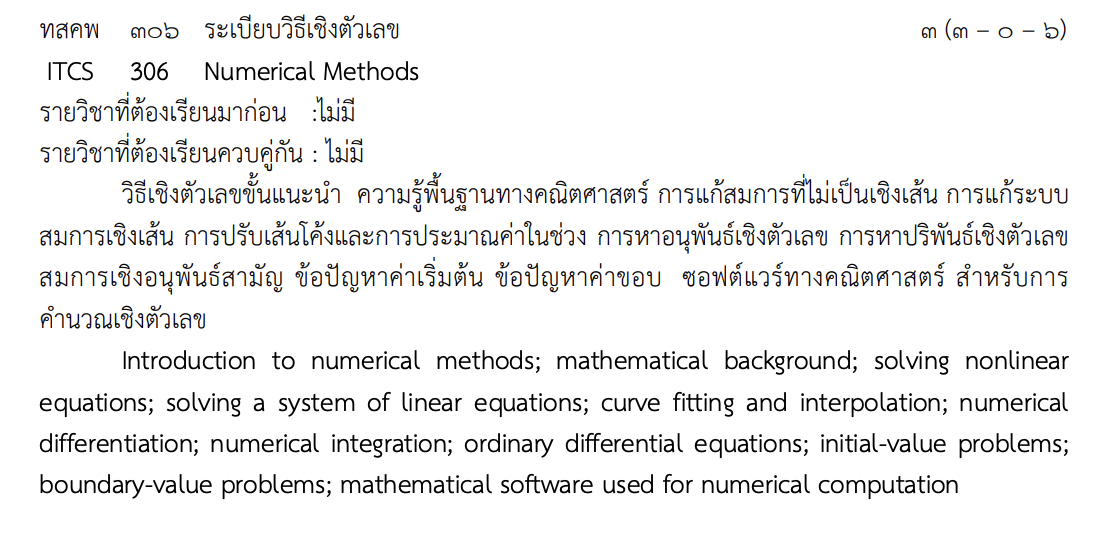 ทสคพ ๓๐๖ ระเบียบวิธีเชิงตัวเลข ๓ (๓ – ๐ – ๖)
ITCS 306 Numerical Methods
รายวิชาที่ต้องเรียนมาก่อน :ไม่มี
รายวิชาที่ต้องเรียนควบคู่กัน : ไม่มี
วิธีเชิงตัวเลขขั้นแนะนำ ความรู้พื้นฐานทางคณิตศาสตร์ การแก้สมการที่ไม่เป็นเชิงเส้น การแก้ระบบ
สมการเชิงเส้น การปรับเส้นโค้งและการประมาณค่าในช่วง การหาอนุพันธ์เชิงตัวเลข การหาปริพันธ์เชิงตัวเลข
สมการเชิงอนุพันธ์สามัญ ข้อปัญหาค่าเริ่มต้น ข้อปัญหาค่าขอบ ซอฟต์แวร์ทางคณิตศาสตร์ สำหรับการ
คำนวณเชิงตัวเลข
Introduction to numerical methods; mathematical background; solving nonlinear
equations; solving a system of linear equations; curve fitting and interpolation; numerical
differentiation; numerical integration; ordinary differential equations; initial-value problems;
boundary-value problems; mathematical software used for numerical computation